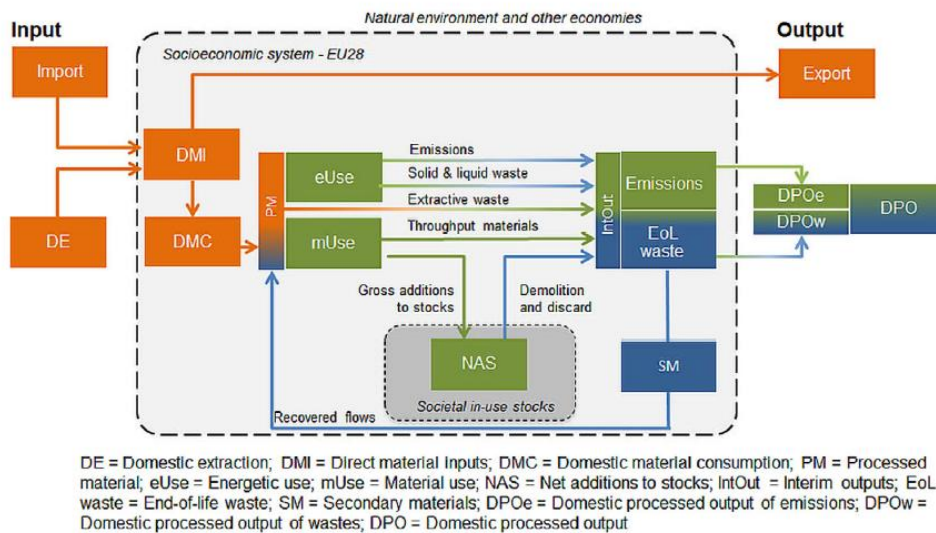 Natural environment and other economies
Input
Output
Import
Socioeconomic system - EU28
Export
DMI
DE
DMC
PM
eUse
mUse
Emissions
Solid & liquid waste
Extractive waste
Throughput materials
IntOut
Emissions
EoL
waste
DPOe
DPOw
DPO
Gross additions
to stocks
Demolition
and discard
NAS
Societal in-use stocks
SM
Recovered flows
DE = Domestic extraction; DMI = Direct material Inputs; DMC = Domestic material consumption; PM = Processed
material; eUse = Energetic use; mUse = Material use; NAS = Net additions to stocks; IntOut = Interim outputs; EoL
waste = End-of-life waste; SM = Secondary materials; DPOe = Domestic processed output of emissions; DPOw =
Domestic processed output of wastes; DPO = Domestic processed output